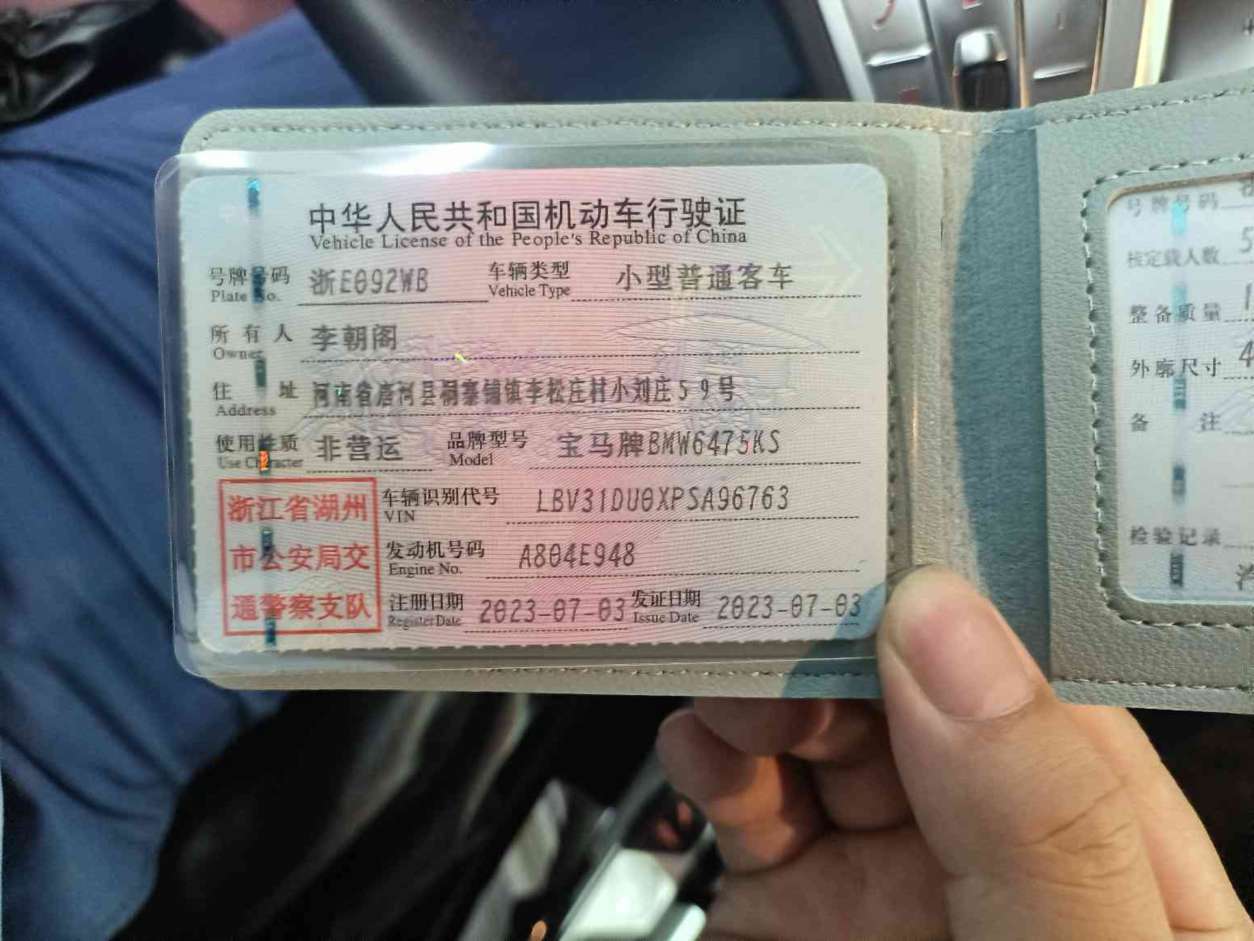 中华人民共和国机动车行驶证
Vehicle License of the People's Republic of China
号牌号码 浙E092WB 车辆类型 小型普通客车
Plate No. Vehicle Type
所有人 李朝阁
Owner
住址 河南省唐河县桐寨铺镇李松庄村小刘庄59号
Address
使用性质 非营运 品牌型号 宝马牌BMW6475KS
Use Character Model
浙江省湖州
市公安局交
通警察支队
车辆识别代号 LBV31DU0XPSA96763
VIN
发动机号码 A804E948
Engine No.
注册日期 2023-07-03 发证日期 2023-07-03
Register Date Issue Date
号牌号码
核定载人数 5
整备质量
外廓尺寸 4
备注
检验记录